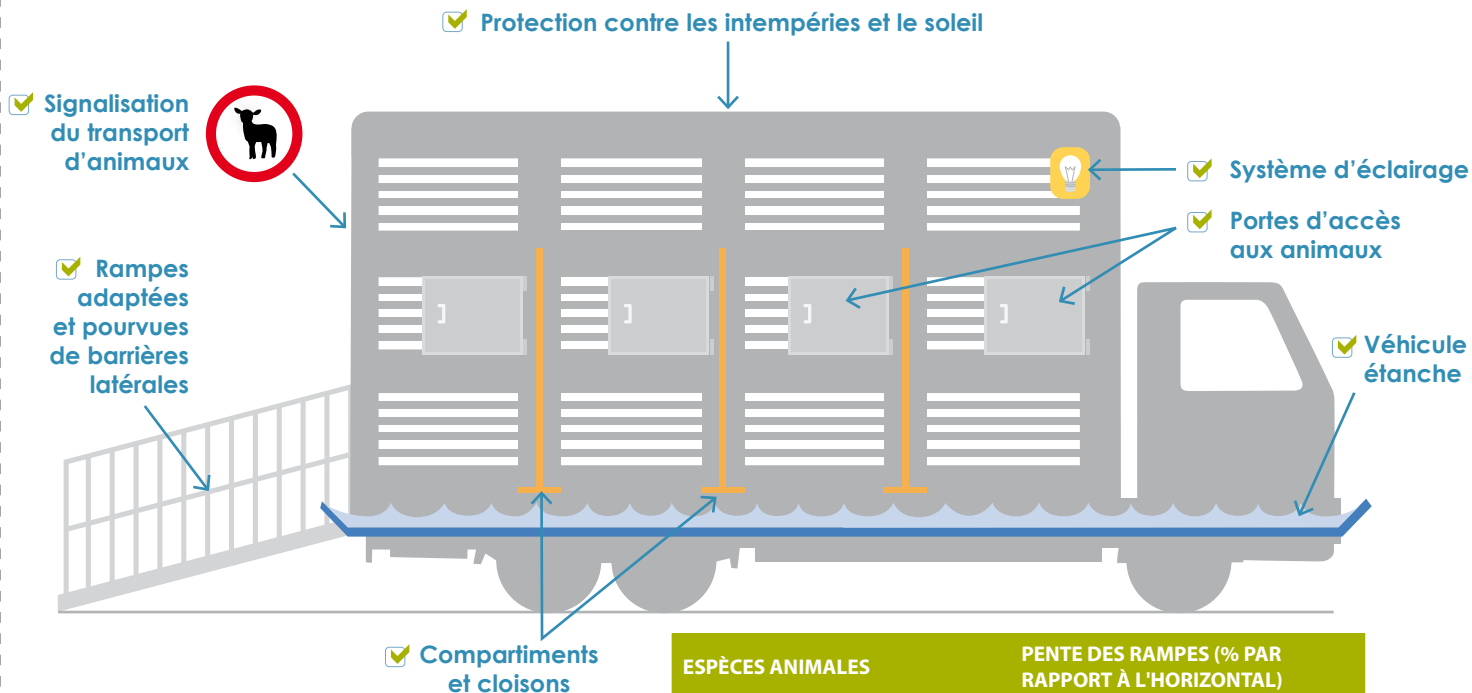 Protection contre les intempéries et le soleil
Signalisation
du transport
d'animaux
Système d'éclairage
Portes d'accès
aux animaux
Rampes
adaptées
et pourvues
de barrières
latérales
Véhicule
étanche
Compartiments
et cloisons
ESPÈCES ANIMALES
PENTE DES RAMPES (% PAR
RAPPORT À L'HORIZONTAL)